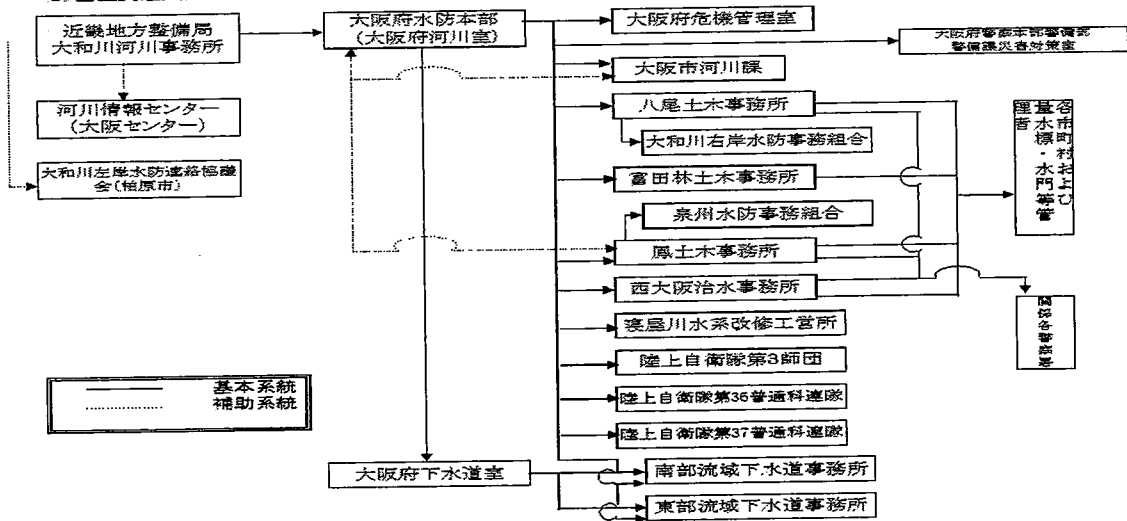 近畿地方整備局
大和川河川事務所
大阪府水防本部
(大阪府河川室)
大阪府危機管理室
大阪府警察本部警備部
警備課災害対策室
大阪市河川課
河川情報センター
(大阪センター)
八尾土木事務所
大和川右岸水防事務組合
各市町村および
量水標・水門等管
理者
大和川左岸水防連絡協議
会(柏原市)
富田林土木事務所
泉州水防事務組合
鳳土木事務所
西大阪治水事務所
関係各警察署
寝屋川水系改修工営所
陸上自衛隊第3師団
基本系統
補助系統
陸上自衛隊第36普通科連隊
陸上自衛隊第37普通科連隊
大阪府下水道室
南部流域下水道事務所
東部流域下水道事務所